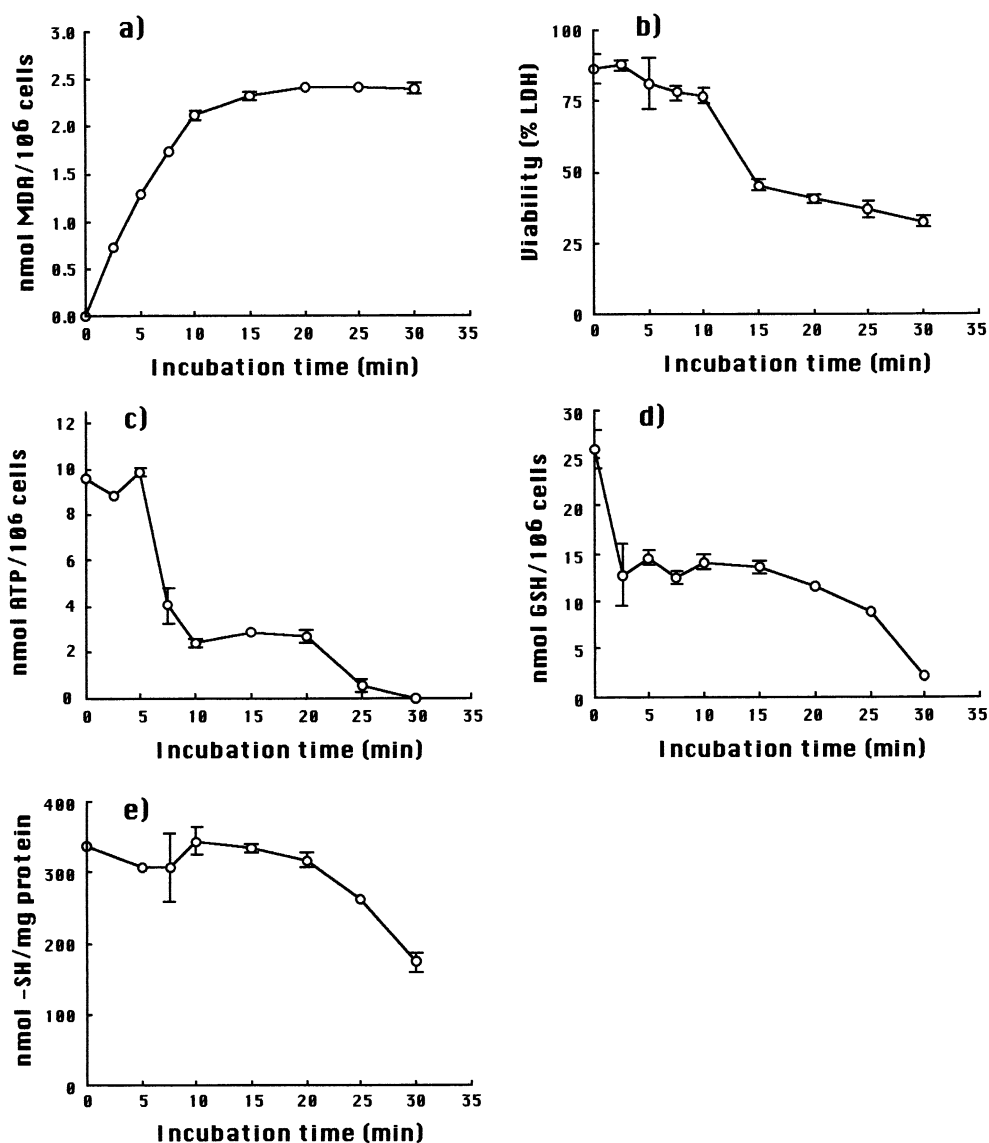 a)
nmol MDA/10⁶ cells
3.0
2.5
2.0
1.5
1.0
0.5
0.0
0 5 10 15 20 25 30 35
Incubation time (min)
b)
Viability (% LDH)
100
75
50
25
0
0 5 10 15 20 25 30 35
Incubation time (min)
c)
nmol ATP/10⁶ cells
12
10
8
6
4
2
0
0 5 10 15 20 25 30 35
Incubation time (min)
d)
nmol GSH/10⁶ cells
30
25
20
15
10
5
0
0 5 10 15 20 25 30 35
Incubation time (min)
e)
nmol -SH/mg protein
400
300
200
100
0
0 5 10 15 20 25 30 35
Incubation time (min)